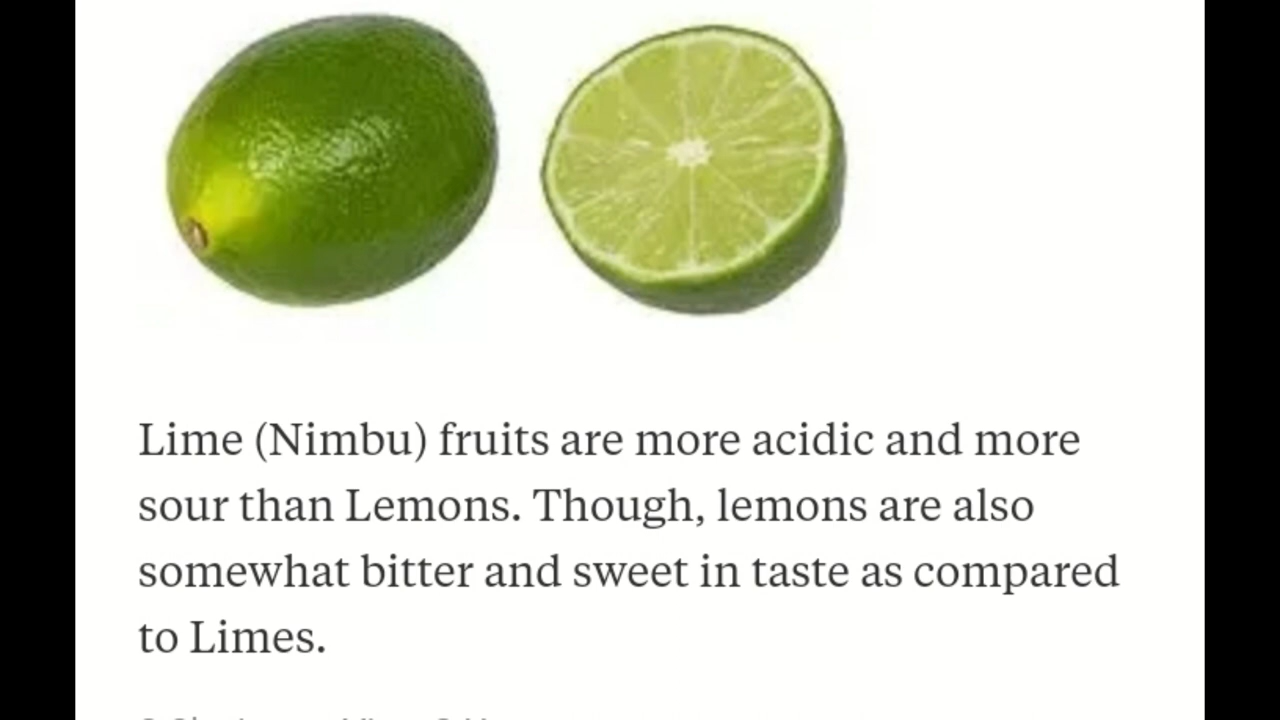 Lime (Nimbu) fruits are more acidic and more
sour than Lemons. Though, lemons are also
somewhat bitter and sweet in taste as compared
to Limes.